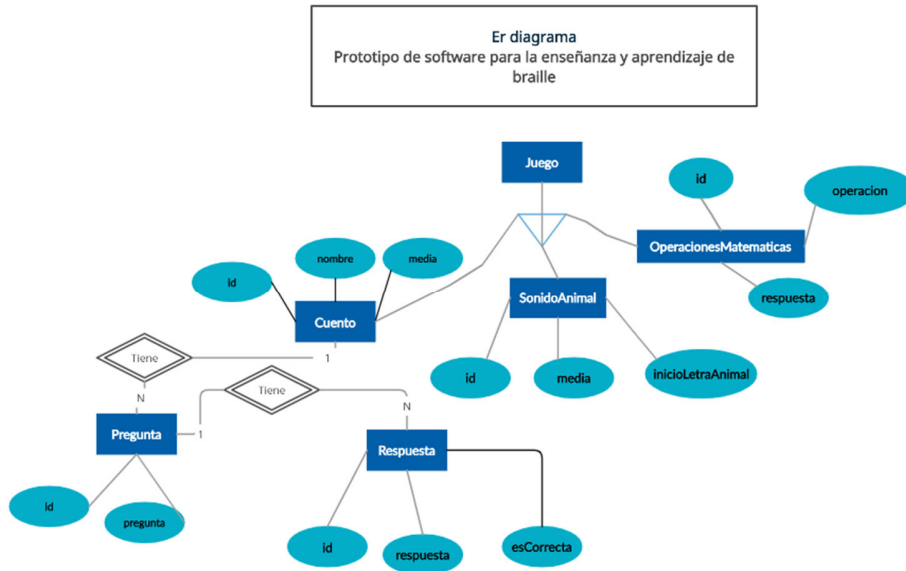 Er diagrama
Prototipo de software para la enseñanza y aprendizaje de
braille
Juego
id
operacion
OperacionesMatematicas
respuesta
nombre
media
id
Cuento
SonidoAnimal
id
media
inicioLetraAnimal
Tiene
1
N
Tiene
1
N
Pregunta
Respuesta
id
pregunta
id
respuesta
esCorrecta